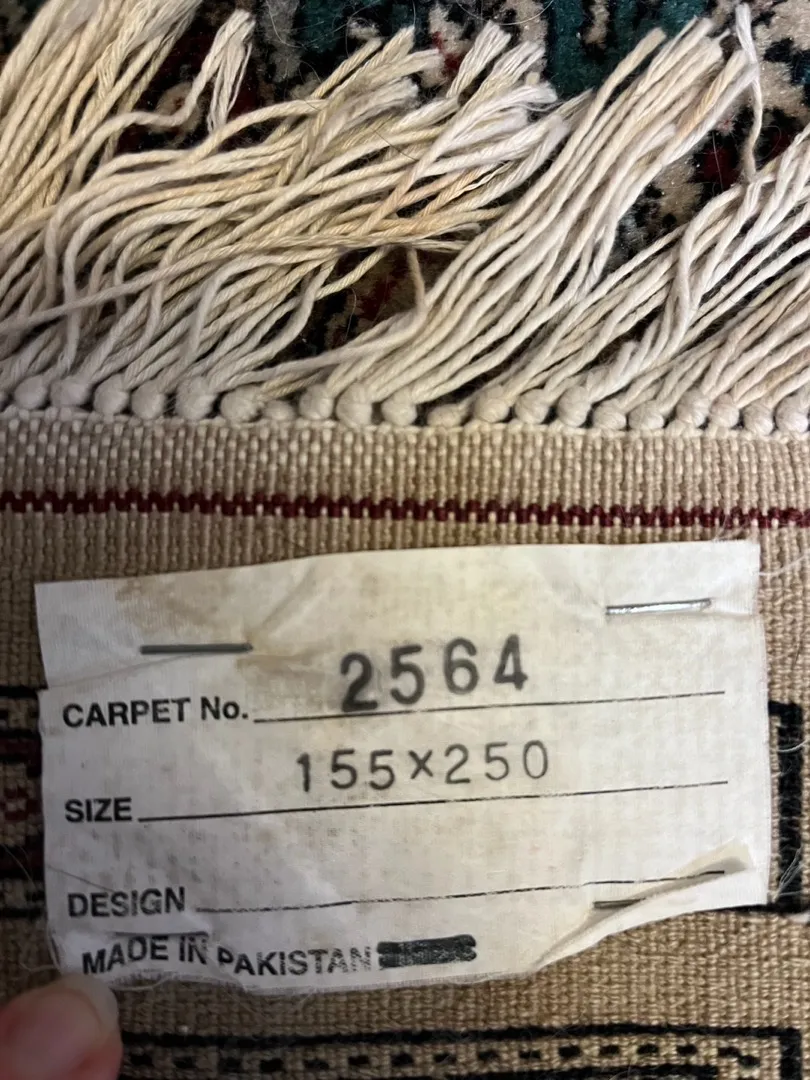 CARPET No. 2564
SIZE 155×250
DESIGN
MADE IN PAKISTAN